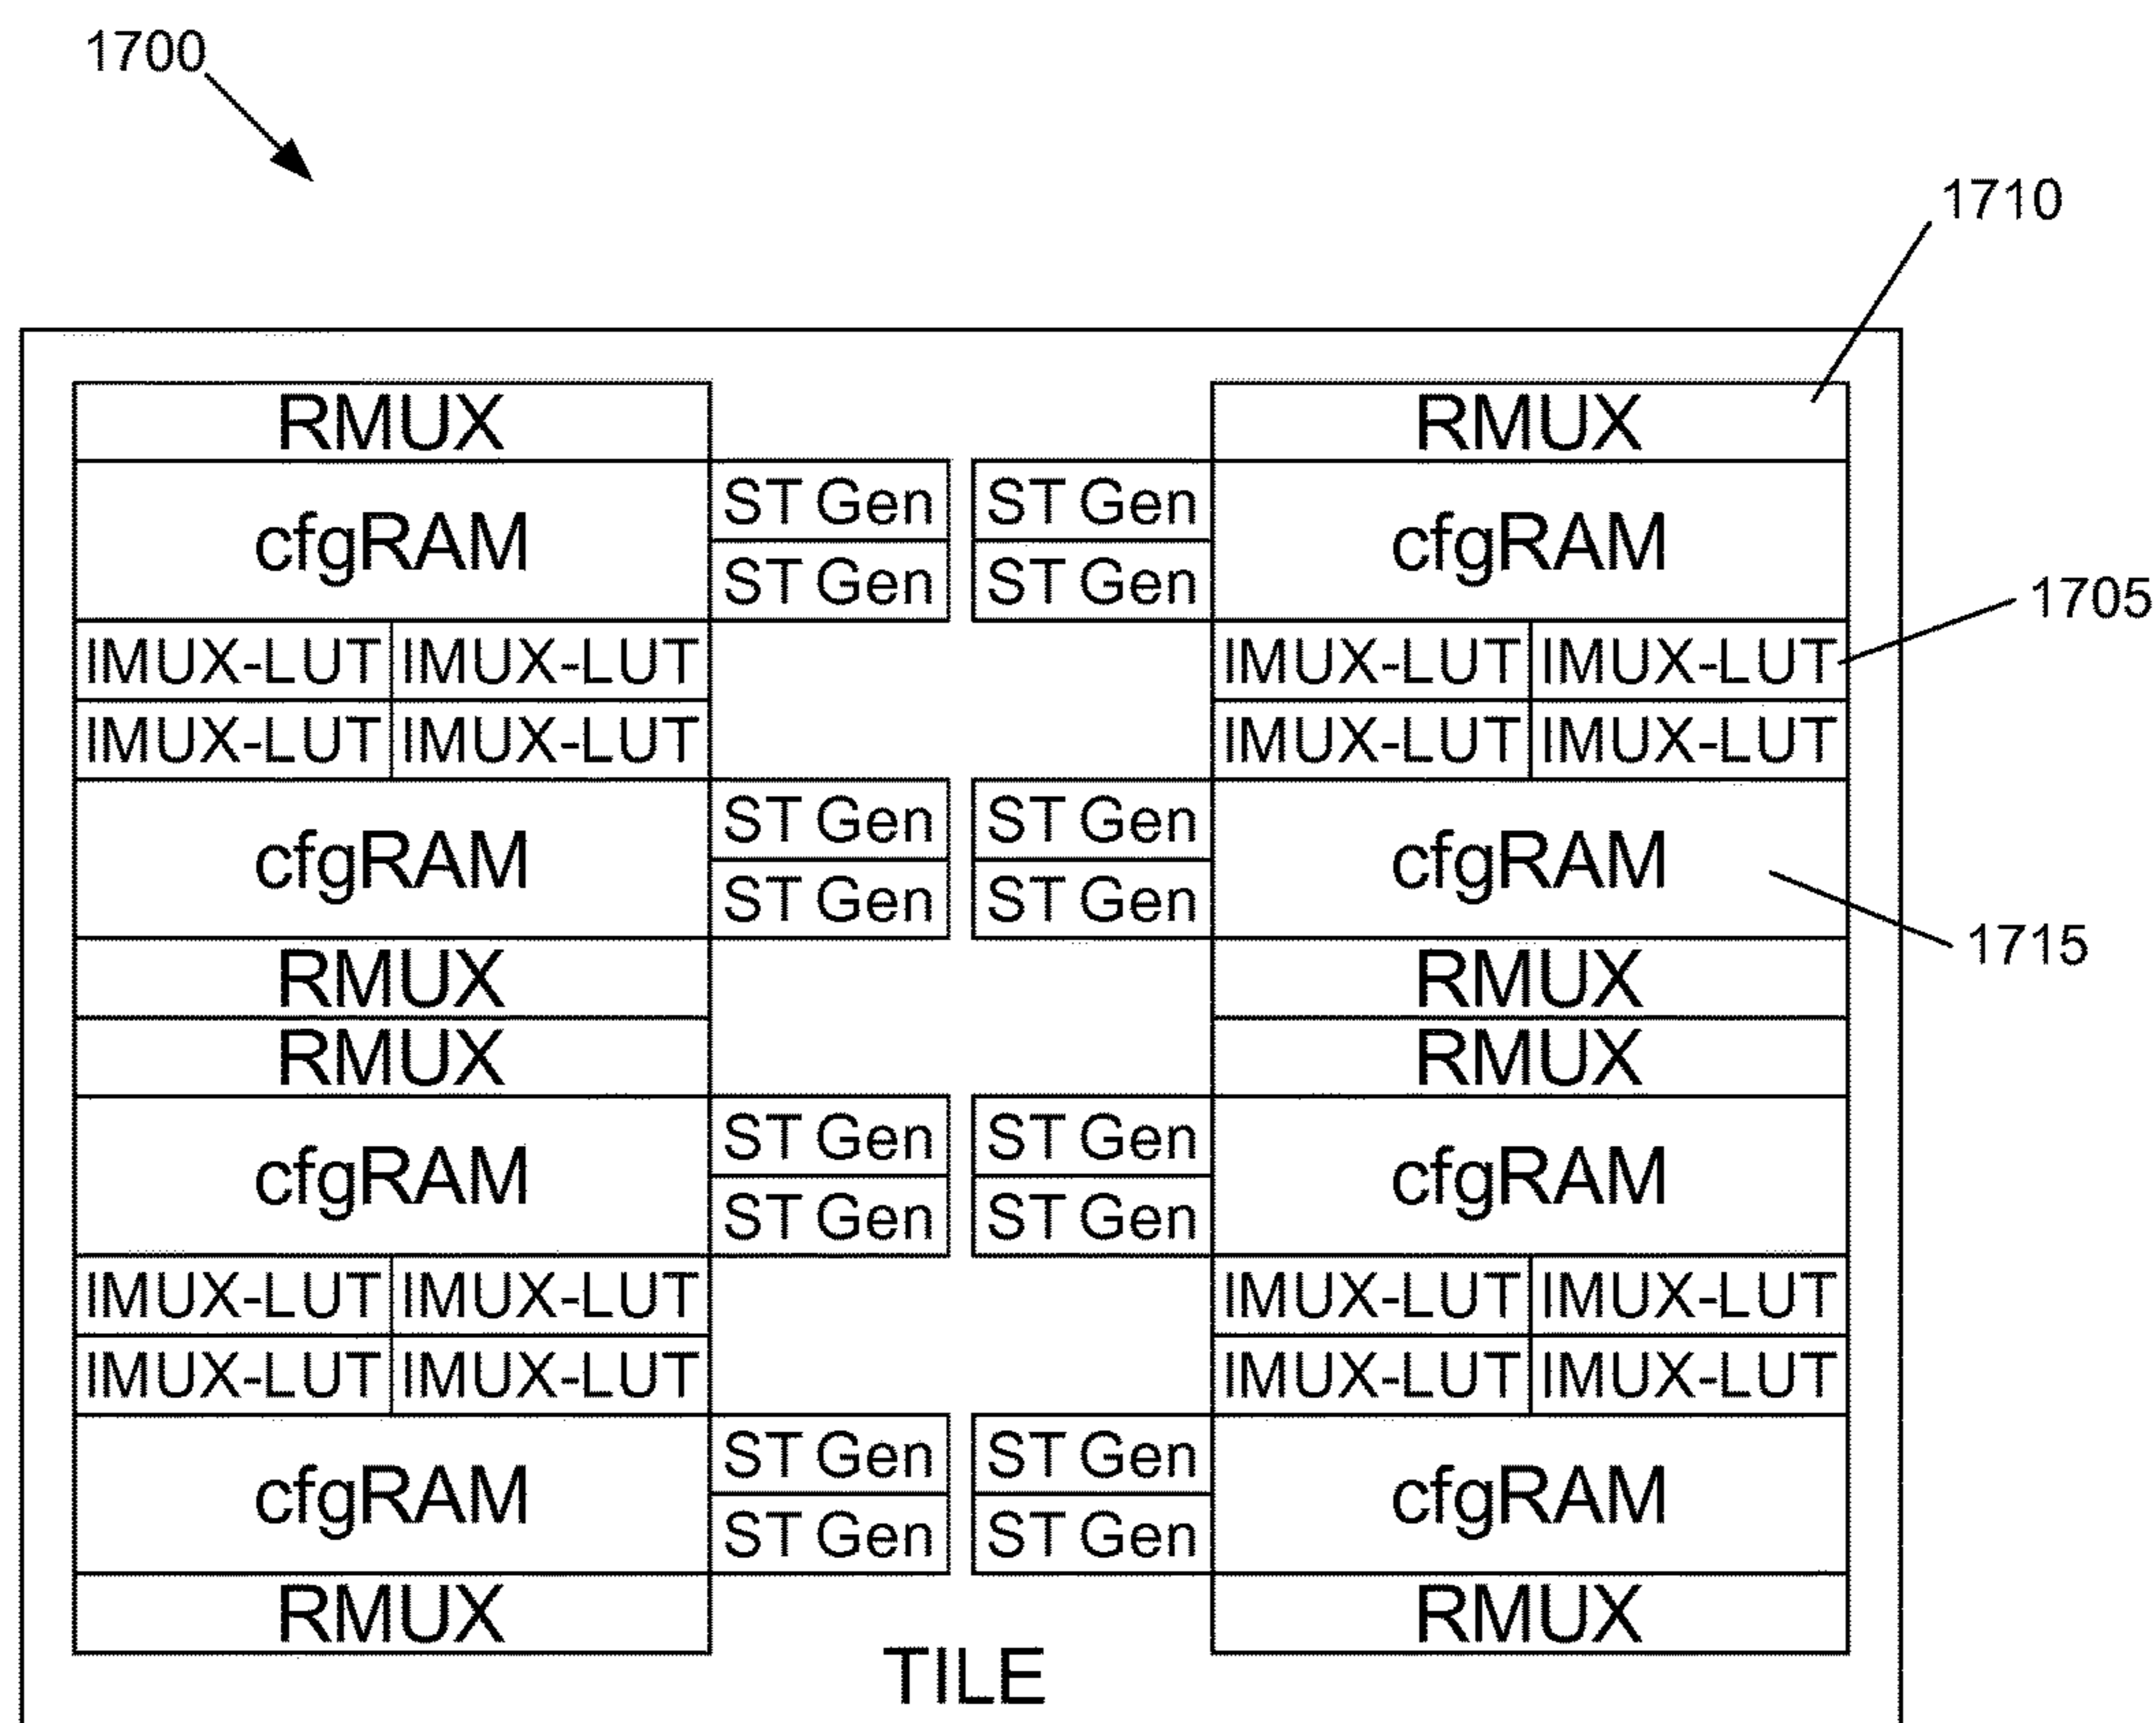 1700
1710
RMUX RMUX
ST Gen ST Gen
cfgRAM cfgRAM
ST Gen ST Gen
1705
IMUX-LUT IMUX-LUT IMUX-LUT IMUX-LUT
IMUX-LUT IMUX-LUT IMUX-LUT IMUX-LUT
ST Gen ST Gen
cfgRAM cfgRAM
ST Gen ST Gen
1715
RMUX RMUX
RMUX RMUX
ST Gen ST Gen
cfgRAM cfgRAM
ST Gen ST Gen
IMUX-LUT IMUX-LUT IMUX-LUT IMUX-LUT
IMUX-LUT IMUX-LUT IMUX-LUT IMUX-LUT
ST Gen ST Gen
cfgRAM cfgRAM
ST Gen ST Gen
RMUX RMUX
TILE